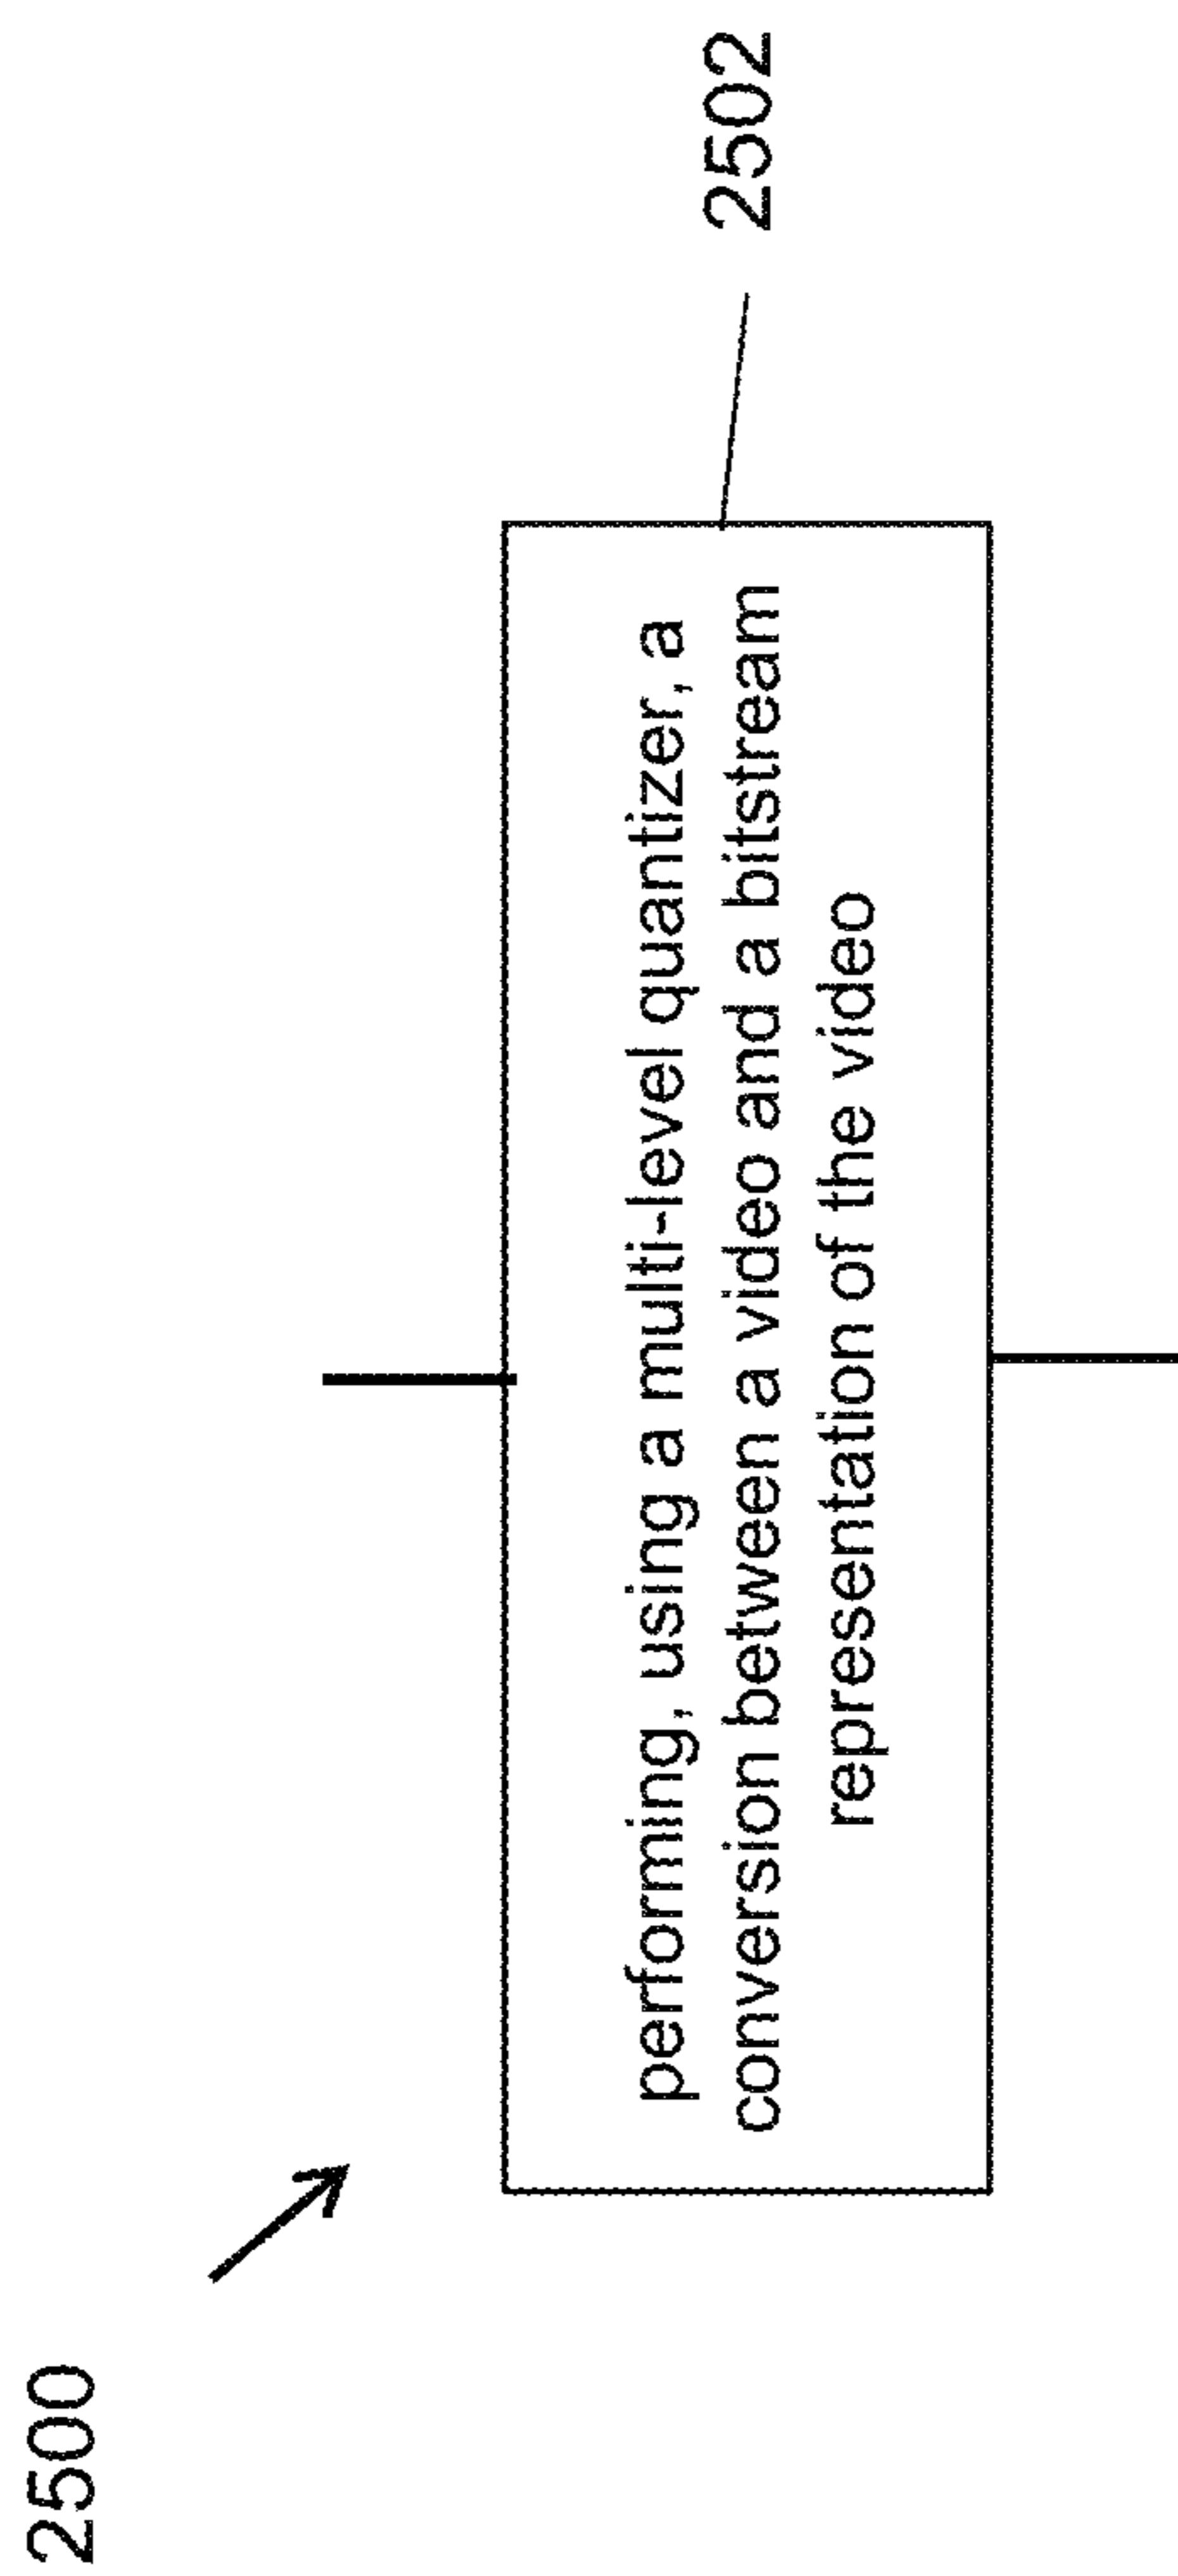 2500
performing, using a multi-level quantizer, a
conversion between a video and a bitstream
representation of the video
2502